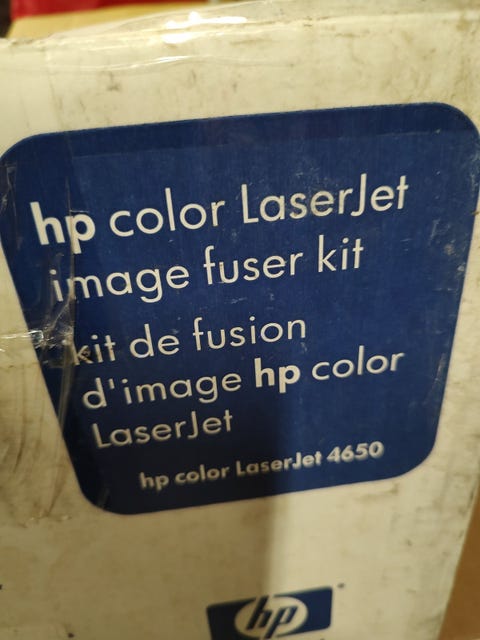 hp color LaserJet
image fuser kit
kit de fusion
d'image hp color
LaserJet
hp color LaserJet 4650
hp